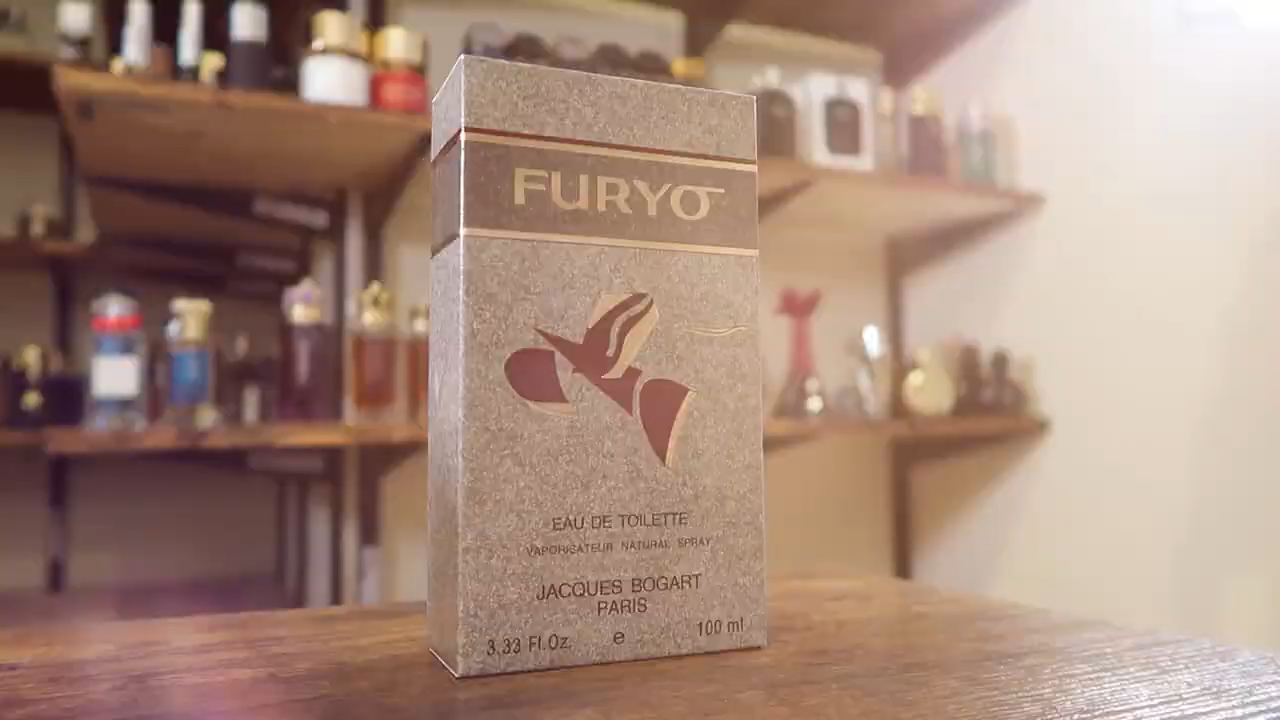 FURYO
EAU DE TOILETTE
VAPORISATEUR NATURAL SPRAY
JACQUES BOGART
PARIS
3.33 Fl.Oz. e 100 ml